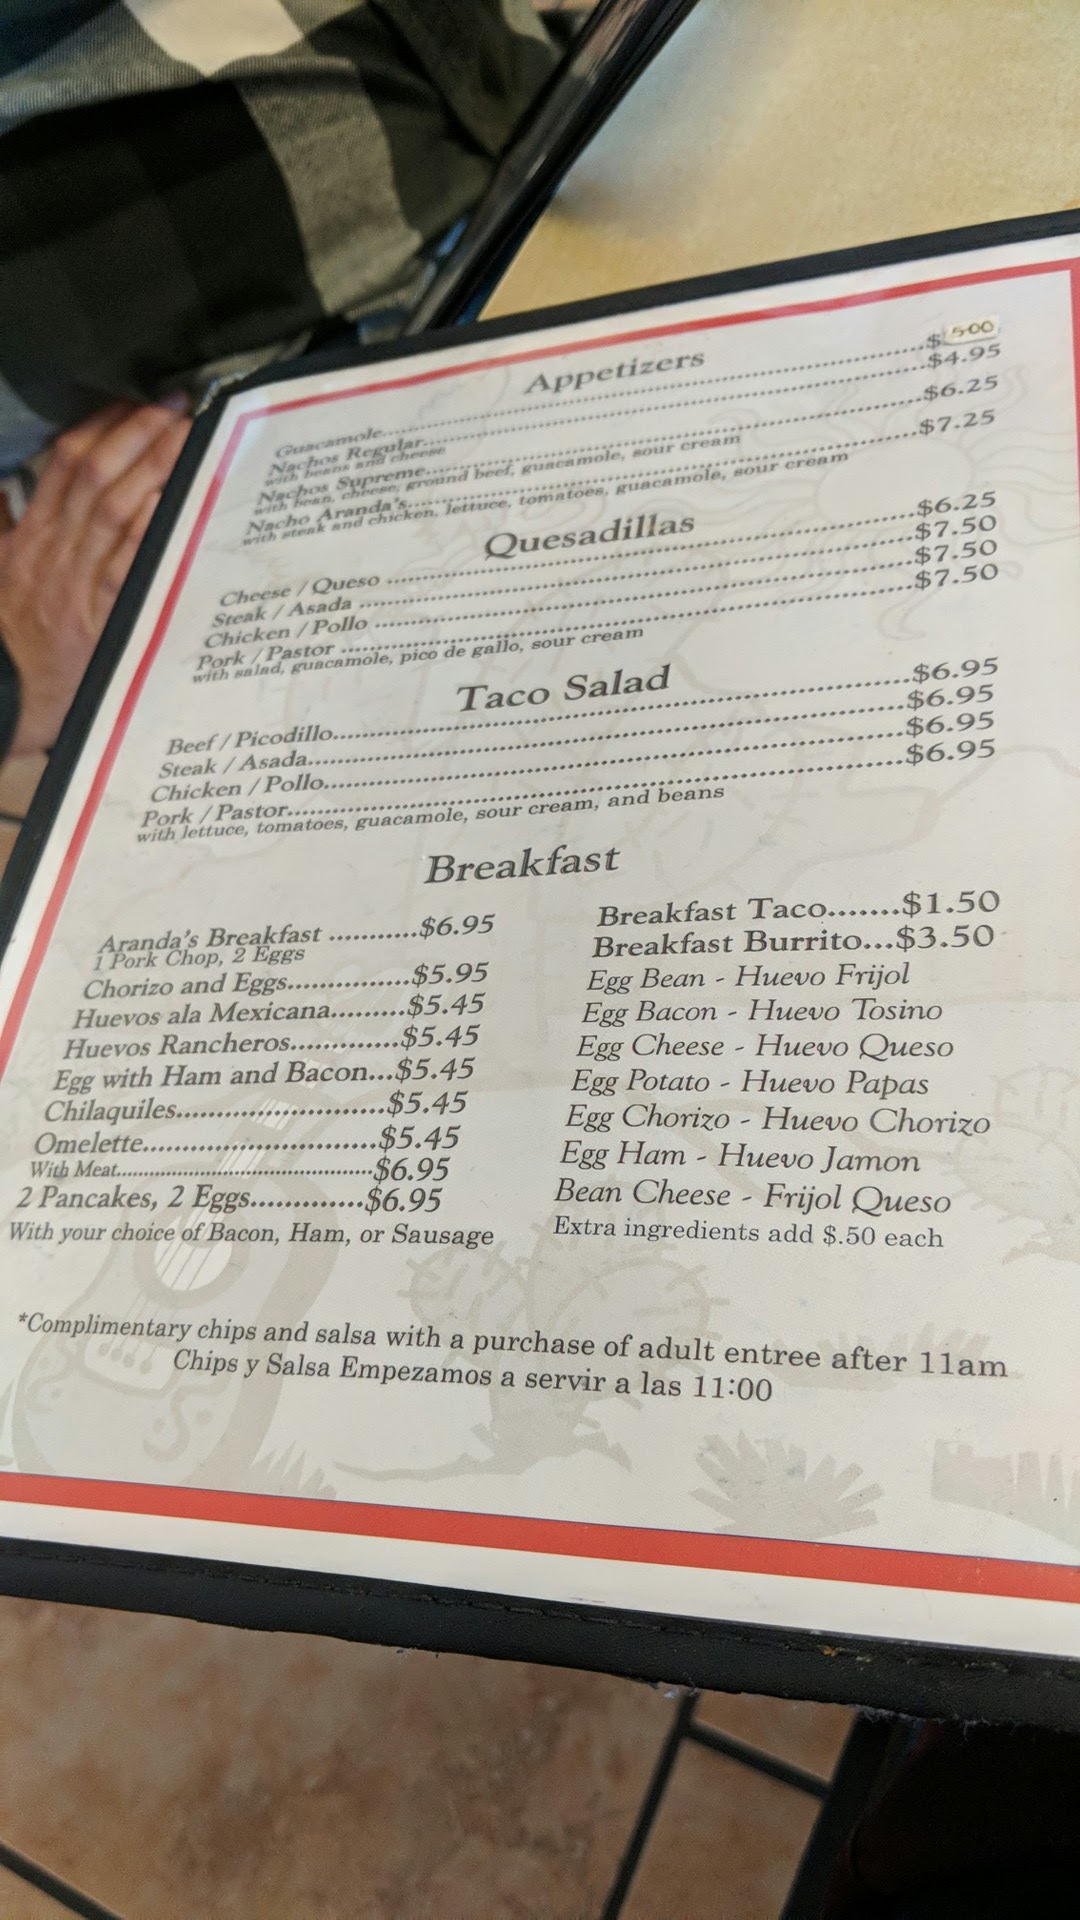 Appetizers
Guacamole..........$5.00
Nachos Regular..........$4.95
with beans and cheese
Nachos Supreme..........$6.25
with bean, cheese, ground beef, guacamole, sour cream
Nacho Aranda's..........$7.25
with steak and chicken, lettuce, tomatoes, guacamole, sour cream
Quesadillas
Cheese / Queso ..........$6.25
Steak / Asada ..........$7.50
Chicken / Pollo ..........$7.50
Pork / Pastor ..........$7.50
with salad, guacamole, pico de gallo, sour cream
Taco Salad
Beef / Picodillo..........$6.95
Steak / Asada..........$6.95
Chicken / Pollo..........$6.95
Pork / Pastor..........$6.95
with lettuce, tomatoes, guacamole, sour cream, and beans
Breakfast
Aranda's Breakfast ...........$6.95
1 Pork Chop, 2 Eggs
Chorizo and Eggs...............$5.95
Huevos ala Mexicana.........$5.45
Huevos Rancheros.............$5.45
Egg with Ham and Bacon...$5.45
Chilaquiles.........................$5.45
Omelette............................$5.45
With Meat..........................................$6.95
2 Pancakes, 2 Eggs.............$6.95
With your choice of Bacon, Ham, or Sausage
Breakfast Taco.......$1.50
Breakfast Burrito...$3.50
Egg Bean - Huevo Frijol
Egg Bacon - Huevo Tosino
Egg Cheese - Huevo Queso
Egg Potato - Huevo Papas
Egg Chorizo - Huevo Chorizo
Egg Ham - Huevo Jamon
Bean Cheese - Frijol Queso
Extra ingredients add $.50 each
*Complimentary chips and salsa with a purchase of adult entree after 11am
Chips y Salsa Empezamos a servir a las 11:00